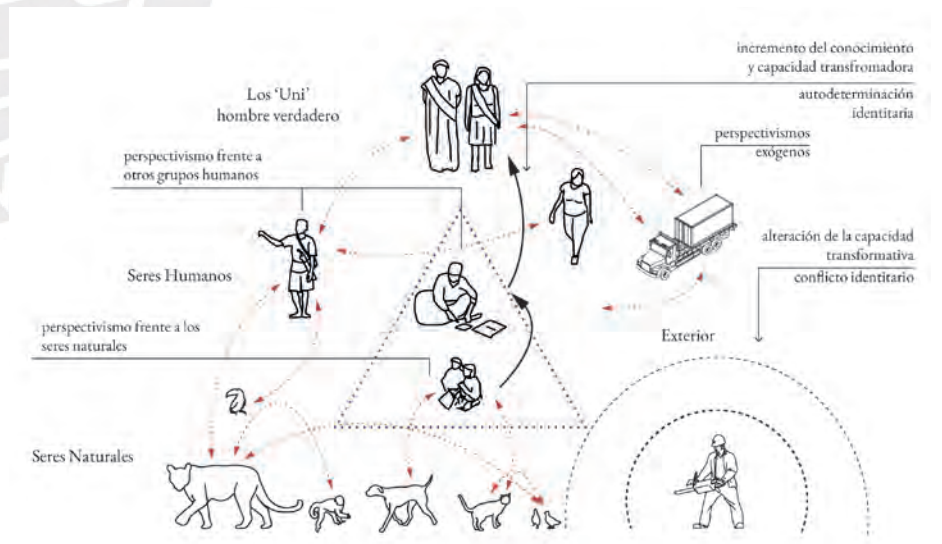 incremento del conocimiento
y capacidad transfromadora
autodeterminación
identitaria
Los ‘Uni’
hombre verdadero
perspectivismos
exógenos
perspectivismo frente a
otros grupos humanos
alteración de la capacidad
transformativa
conflicto identitario
Seres Humanos
perspectivismo frente a los
seres naturales
Exterior
Seres Naturales